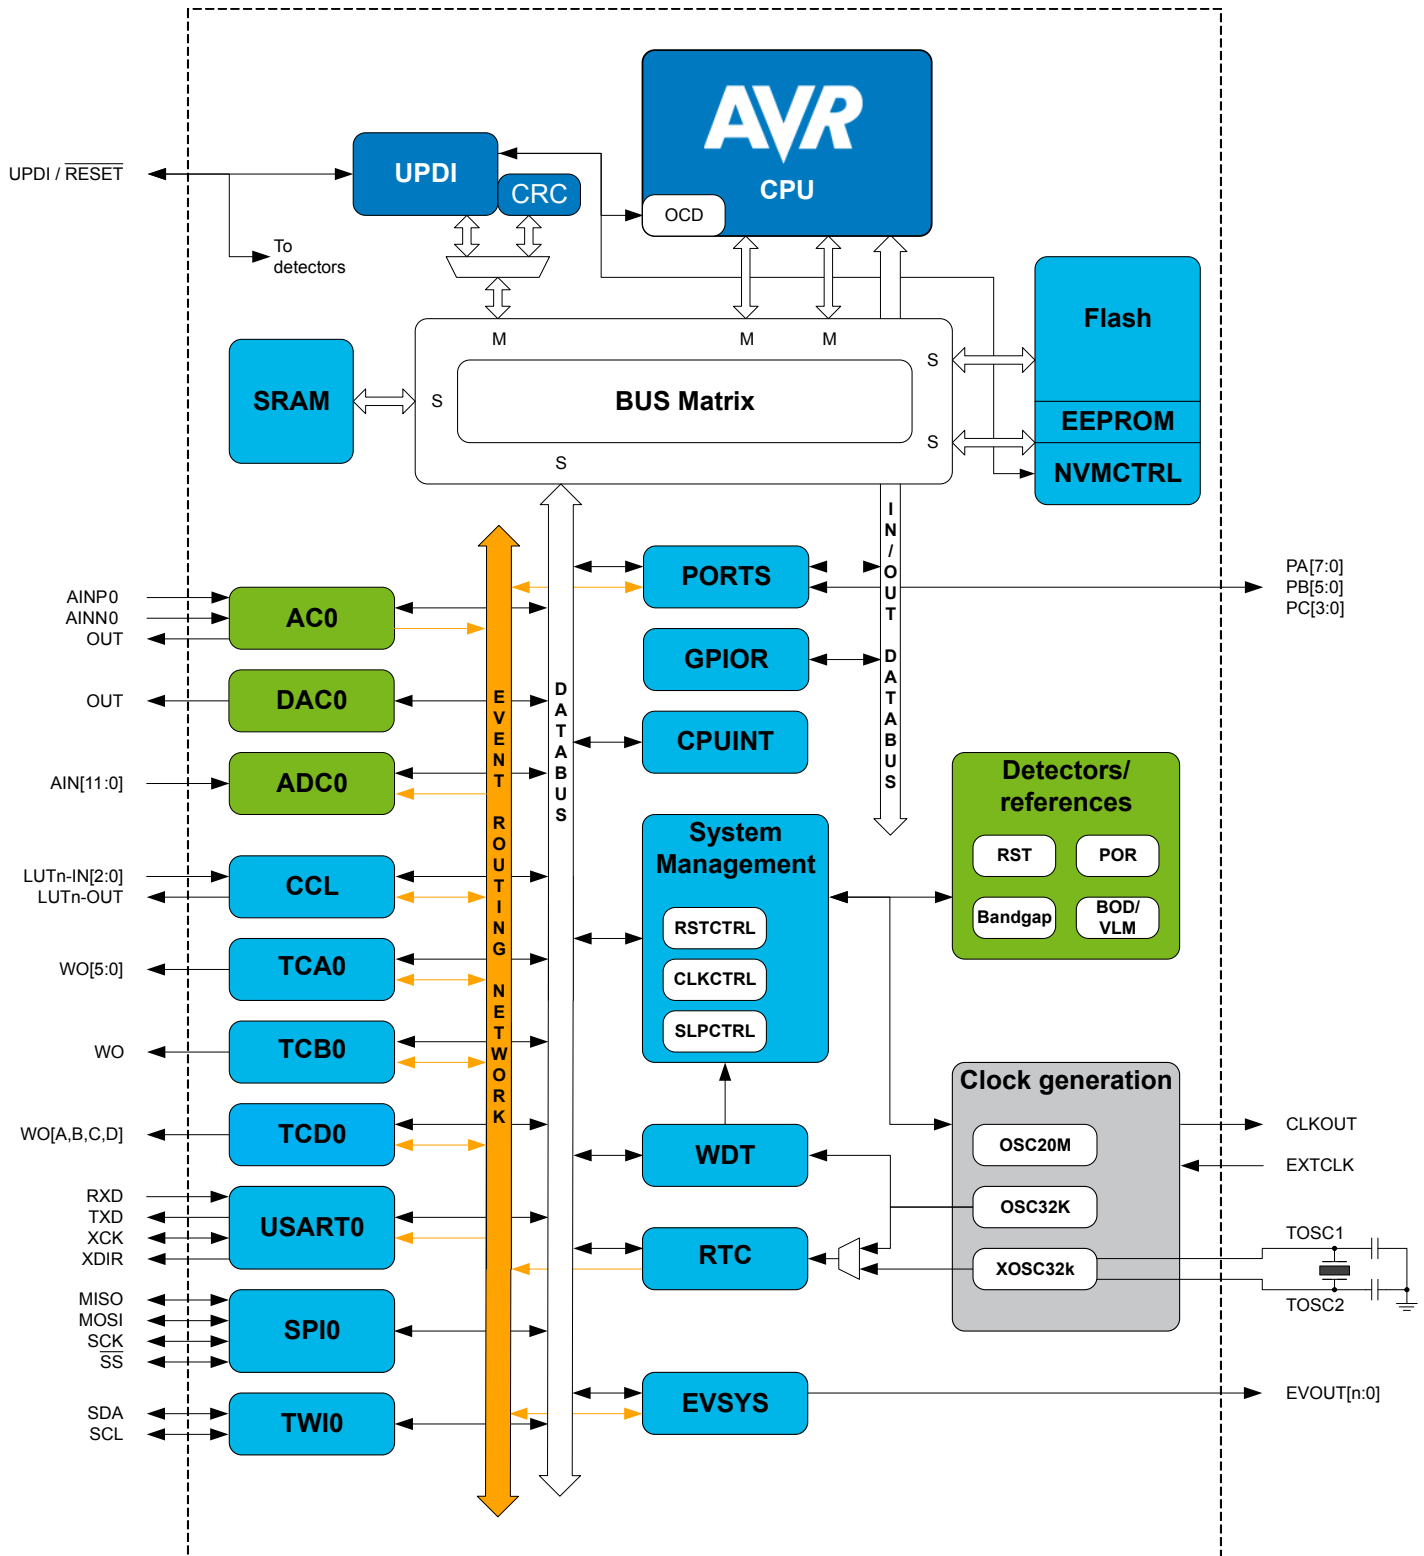 AVR
CPU
OCD
UPDI
CRC
UPDI / RESET
To
detectors
M
M
M
S
S
S
S
BUS Matrix
SRAM
Flash
EEPROM
NVMCTRL
IN/OUT DATABUS
DATABUS
EVENT ROUTING NETWORK
PORTS
PA[7:0]
PB[5:0]
PC[3:0]
GPIOR
CPUINT
AINP0
AINN0
OUT
AC0
OUT
DAC0
AIN[11:0]
ADC0
LUTn-IN[2:0]
LUTn-OUT
CCL
WO[5:0]
TCA0
WO
TCB0
WO[A,B,C,D]
TCD0
RXD
TXD
XCK
XDIR
USART0
MISO
MOSI
SCK
SS
SPI0
SDA
SCL
TWI0
System
Management
RSTCTRL
CLKCTRL
SLPCTRL
Detectors/
references
RST
POR
Bandgap
BOD/
VLM
WDT
RTC
EVSYS
Clock generation
OSC20M
OSC32K
XOSC32k
CLKOUT
EXTCLK
TOSC1
TOSC2
EVOUT[n:0]